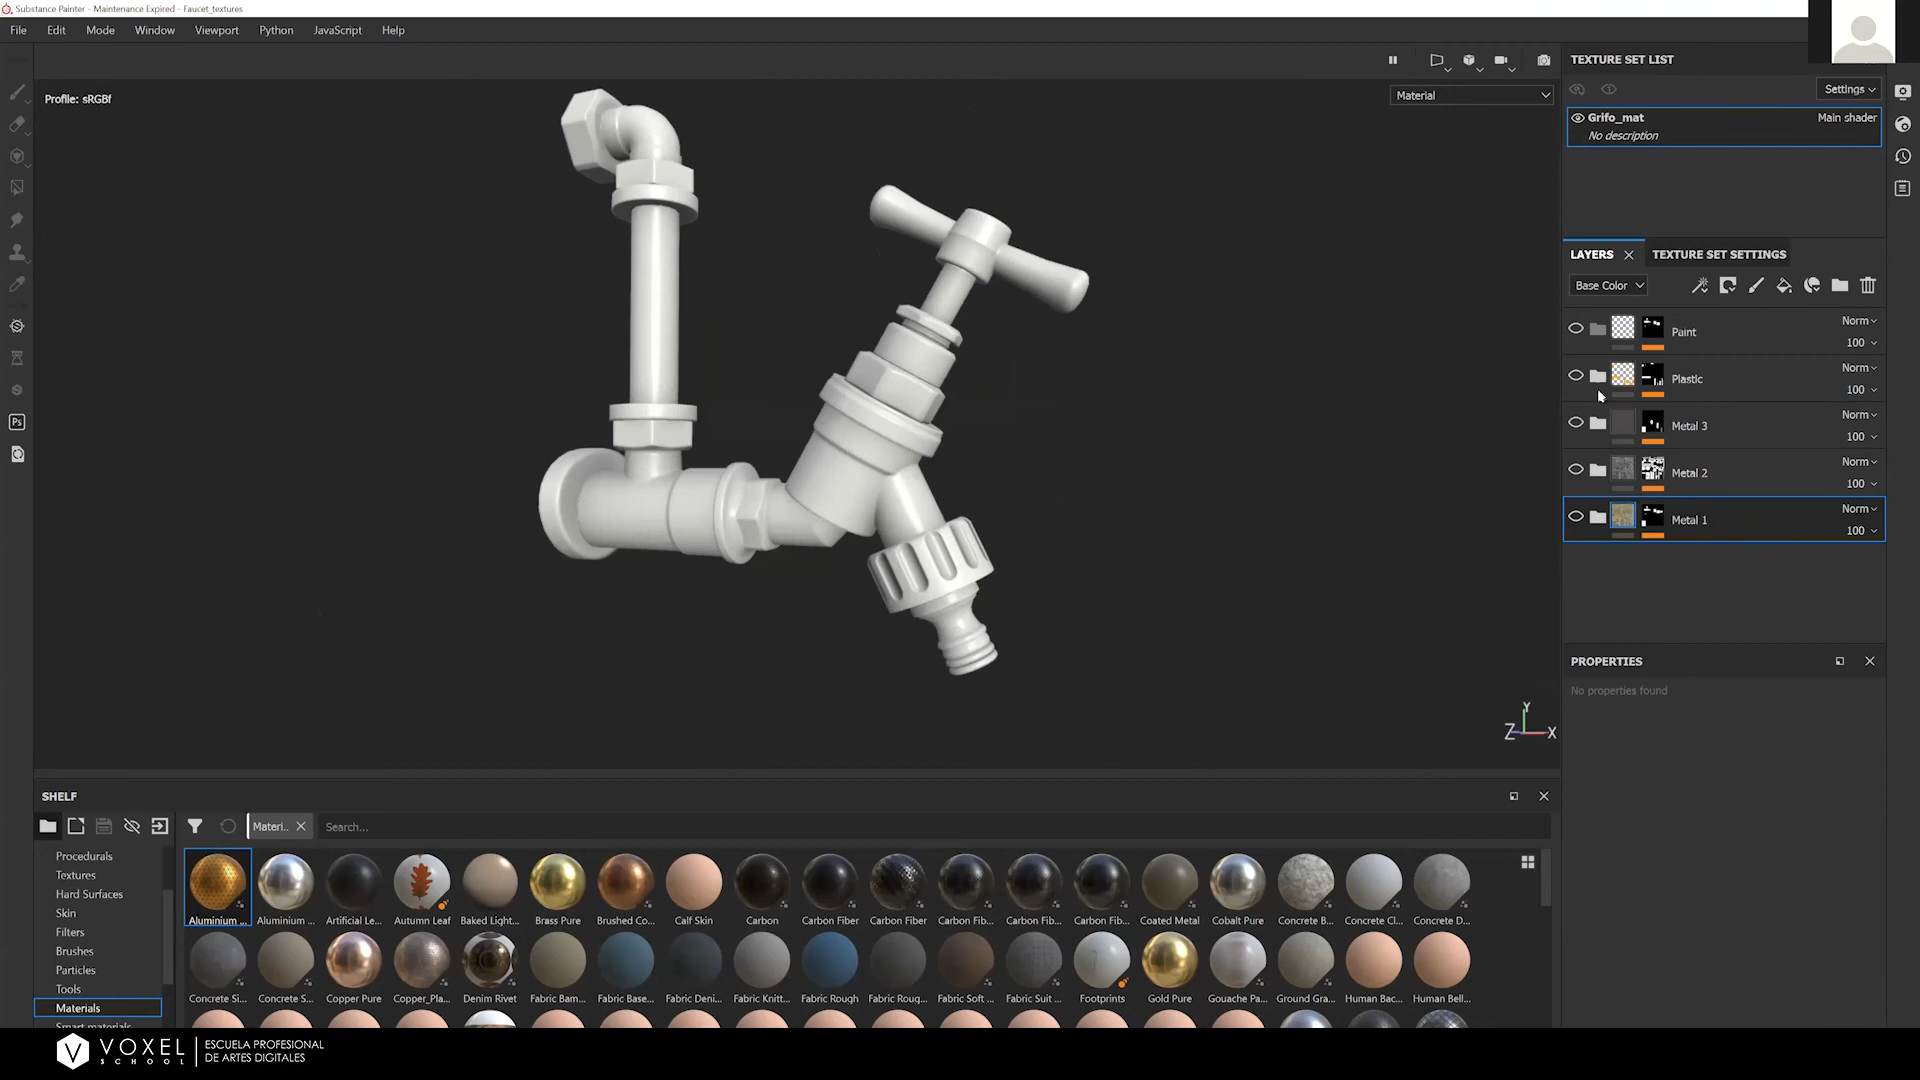 Substance Painter - Maintenance Expired - Faucet_textures
File Edit Mode Window Viewport Python JavaScript Help
Profile: sRGBf
Material
TEXTURE SET LIST
Settings
Grifo_mat Main shader
No description
LAYERS TEXTURE SET SETTINGS
Base Color
Paint Norm 100
Plastic Norm 100
Metal 3 Norm 100
Metal 2 Norm 100
Metal 1 Norm 100
PROPERTIES
No properties found
Y
Z X
Ps
SHELF
Materi.. Search...
Procedurals
Textures
Hard Surfaces
Skin
Filters
Brushes
Particles
Tools
Materials
Smart materials
Aluminium ... Aluminium ... Artificial Le... Autumn Leaf Baked Light... Brass Pure Brushed Co... Calf Skin Carbon Carbon Fiber Carbon Fiber Carbon Fib... Carbon Fib... Carbon Fib... Coated Metal Cobalt Pure Concrete B... Concrete Cl... Concrete D...
Concrete Si... Concrete S... Copper Pure Copper_Pla... Denim Rivet Fabric Bam... Fabric Base... Fabric Deni... Fabric Knitt... Fabric Rough Fabric Roug... Fabric Soft ... Fabric Suit ... Footprints Gold Pure Gouache Pa... Ground Gra... Human Bac... Human Bell...
VOXEL
SCHOOL
ESCUELA PROFESIONAL
DE ARTES DIGITALES